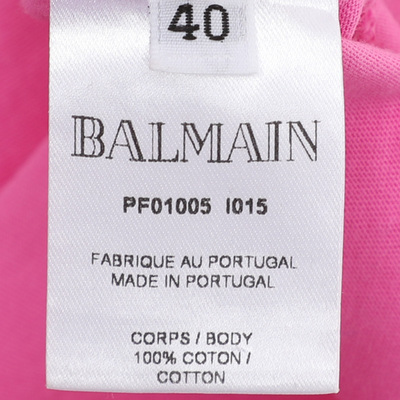 40
BALMAIN
PF01005 I015
FABRIQUE AU PORTUGAL
MADE IN PORTUGAL
CORPS / BODY
100% COTON /
COTTON